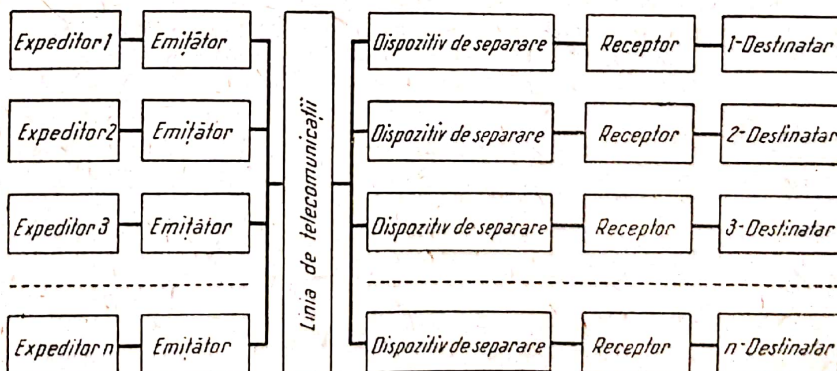 Expeditor 1 Emițător Dispozitiv de separare Receptor 1-Destinatar
Expeditor 2 Emițător Dispozitiv de separare Receptor 2-Destinatar
Expeditor 3 Emițător Dispozitiv de separare Receptor 3-Destinatar
Expeditor n Emițător Dispozitiv de separare Receptor n-Destinatar
Linia de telecomunicații